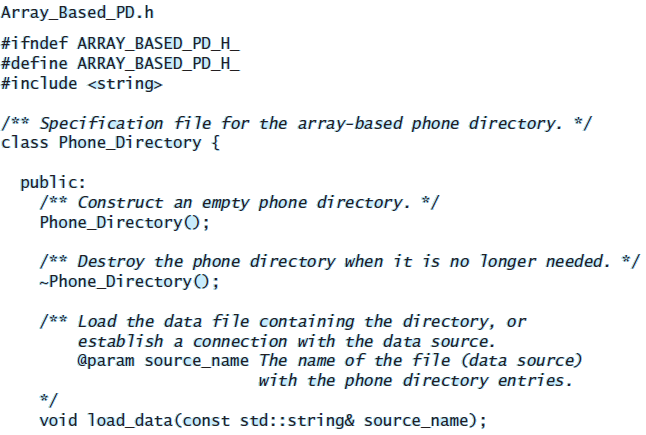 Array_Based_PD.h
#ifndef ARRAY_BASED_PD_H_
#define ARRAY_BASED_PD_H_
#include <string>
/** Specification file for the array-based phone directory. */
class Phone_Directory {
public:
/** Construct an empty phone directory. */
Phone_Directory();
/** Destroy the phone directory when it is no longer needed. */
~Phone_Directory();
/** Load the data file containing the directory, or
establish a connection with the data source.
@param source_name The name of the file (data source)
with the phone directory entries.
*/
void load_data(const std::string& source_name);